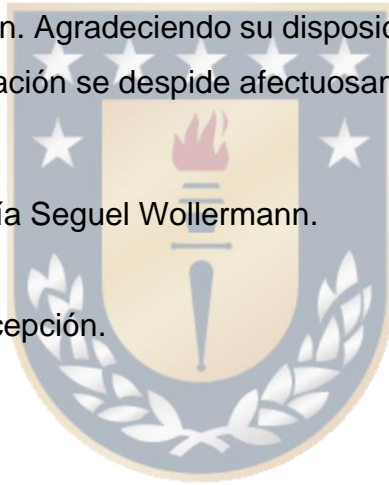 n. Agradeciendo su disposic
ación se despide afectuosan
ía Seguel Wollermann.
cepción.